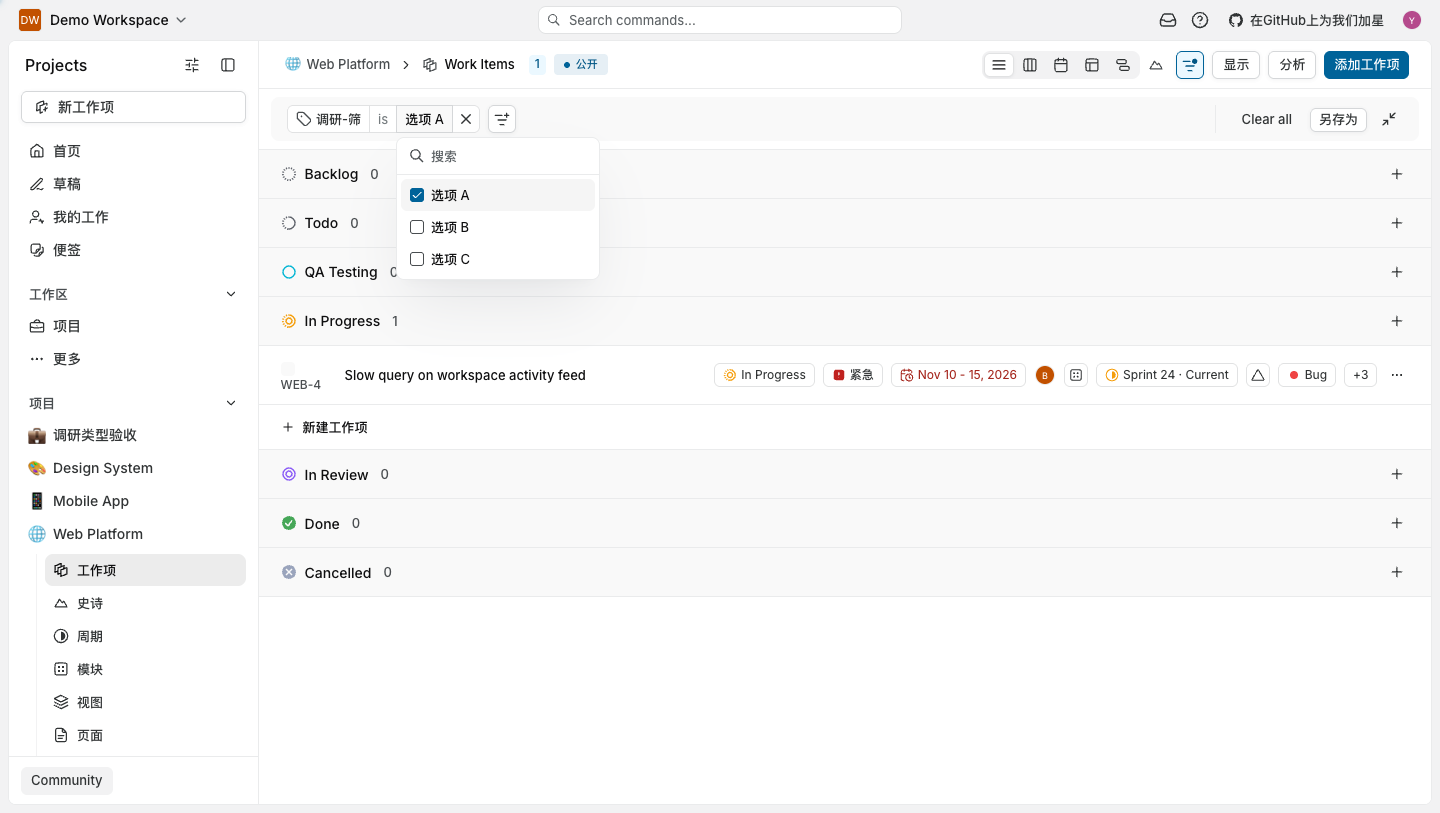 DW Demo Workspace
Search commands...
在GitHub上为我们加星
Y
Projects
新工作项
首页
草稿
我的工作
便签
工作区
项目
更多
项目
调研类型验收
Design System
Mobile App
Web Platform
工作项
史诗
周期
模块
视图
页面
Community
Web Platform
Work Items
1
公开
显示
分析
添加工作项
调研-筛 is 选项 A
Clear all
另存为
搜索
选项 A
选项 B
选项 C
Backlog 0
Todo 0
QA Testing 0
In Progress 1
WEB-4
Slow query on workspace activity feed
In Progress
紧急
Nov 10 - 15, 2026
B
Sprint 24 · Current
Bug
+3
新建工作项
In Review 0
Done 0
Cancelled 0